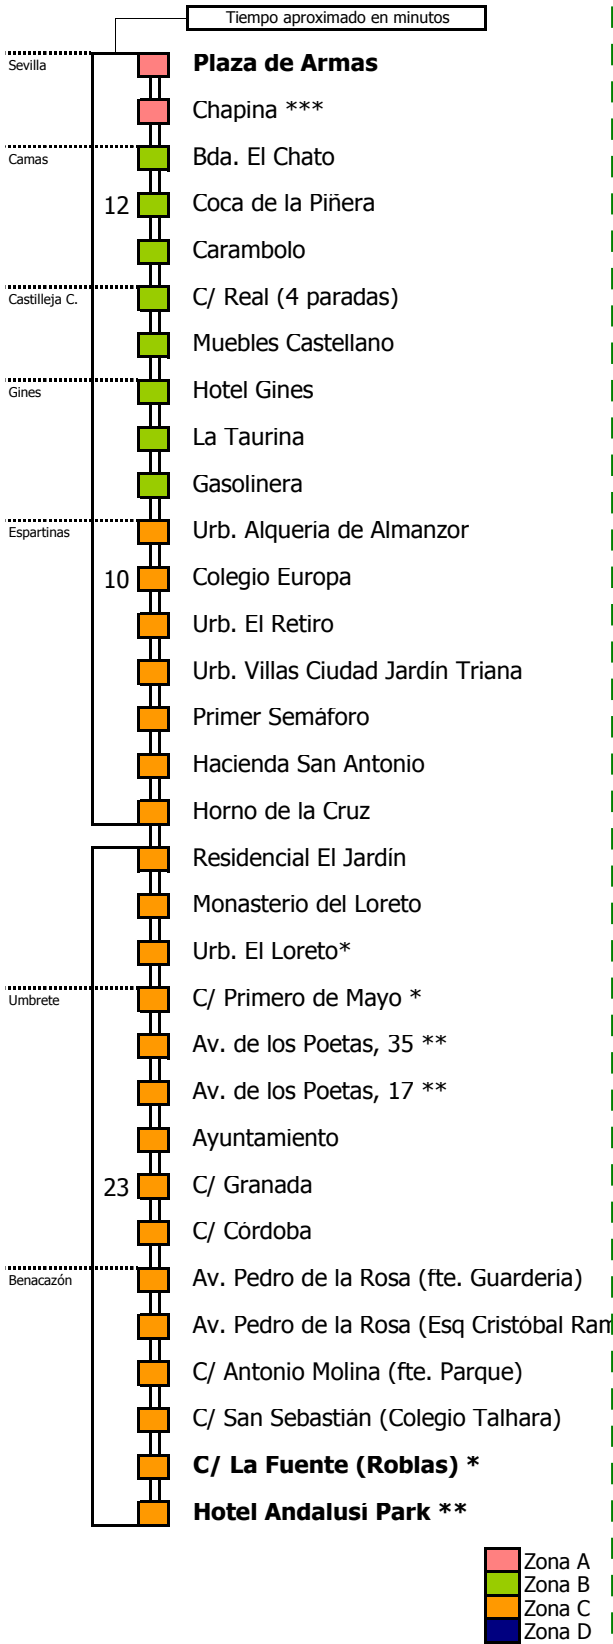 Tiempo aproximado en minutos
Sevilla
Plaza de Armas
Chapina ***
Camas
Bda. El Chato
12
Coca de la Piñera
Carambolo
Castilleja C.
C/ Real (4 paradas)
Muebles Castellano
Gines
Hotel Gines
La Taurina
Gasolinera
Espartinas
Urb. Alquería de Almanzor
10
Colegio Europa
Urb. El Retiro
Urb. Villas Ciudad Jardín Triana
Primer Semáforo
Hacienda San Antonio
Horno de la Cruz
Residencial El Jardín
Monasterio del Loreto
Urb. El Loreto*
Umbrete
C/ Primero de Mayo *
Av. de los Poetas, 35 **
Av. de los Poetas, 17 **
Ayuntamiento
23
C/ Granada
C/ Córdoba
Benacazón
Av. Pedro de la Rosa (fte. Guardería)
Av. Pedro de la Rosa (Esq Cristóbal Ram
C/ Antonio Molina (fte. Parque)
C/ San Sebastián (Colegio Talhara)
C/ La Fuente (Roblas) *
Hotel Andalusí Park **
Zona A
Zona B
Zona C
Zona D